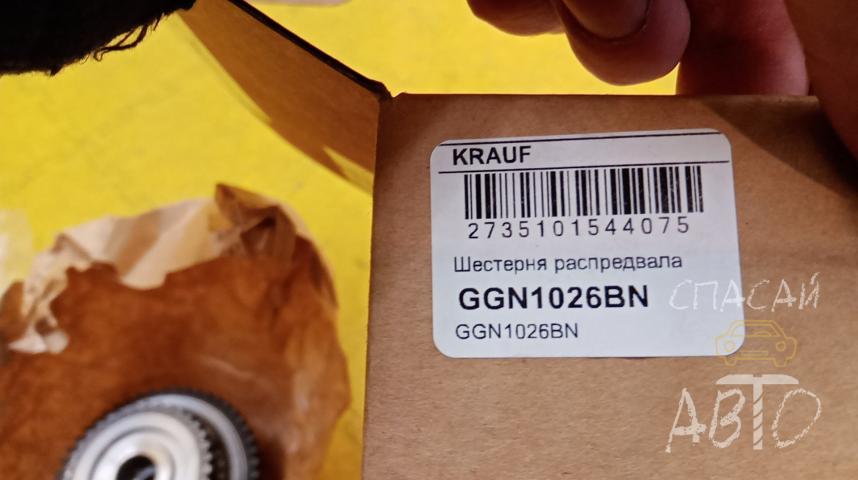 KRAUF
2735101544075
Шестерня распредвала
GGN1026BN
GGN1026BN
СПАСАЙ
АВТО